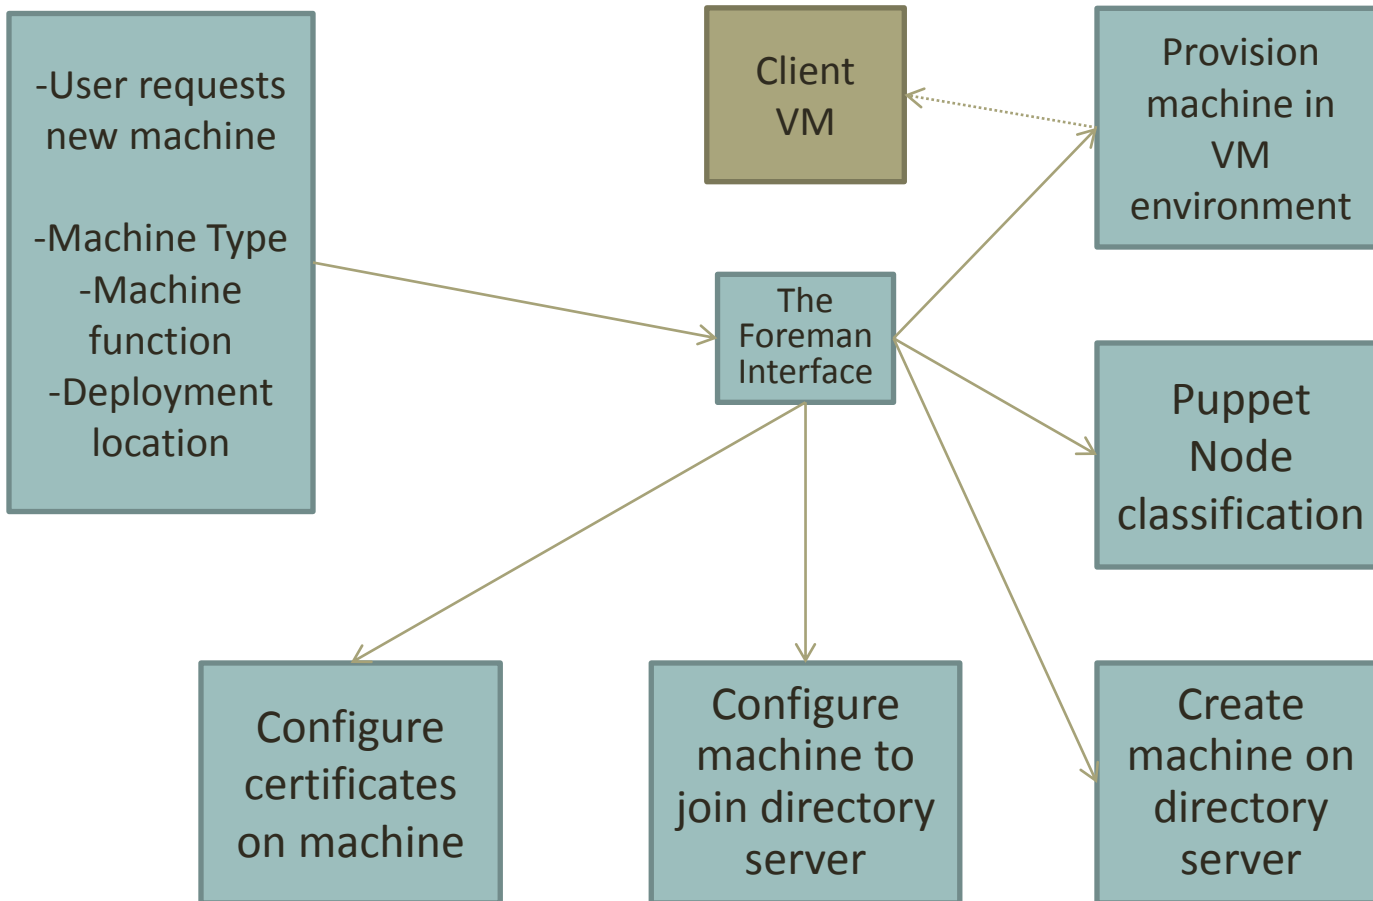 -User requests
new machine
-Machine Type
-Machine
function
-Deployment
location
Client
VM
Provision
machine in
VM
environment
The
Foreman
Interface
Puppet
Node
classification
Configure
certificates
on machine
Configure
machine to
join directory
server
Create
machine on
directory
server